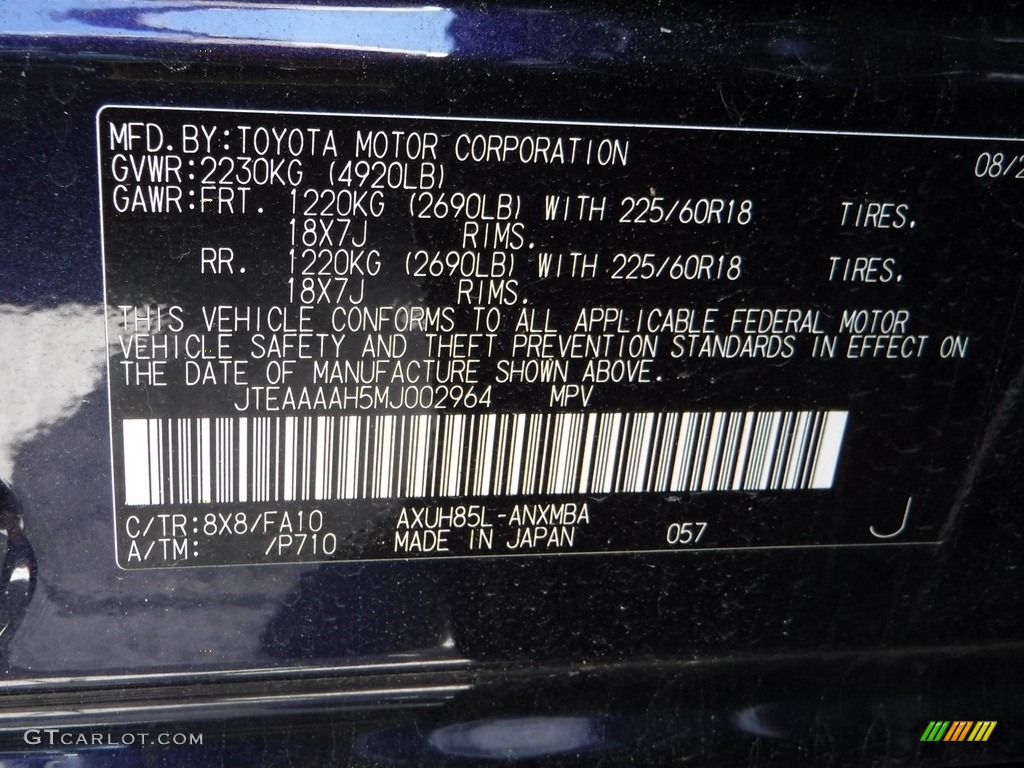 MFD.BY:TOYOTA MOTOR CORPORATION 08/2
GVWR:2230KG (4920LB)
GAWR:FRT. 1220KG (2690LB) WITH 225/60R18 TIRES.
18X7J RIMS.
RR. 1220KG (2690LB) WITH 225/60R18 TIRES.
18X7J RIMS.
THIS VEHICLE CONFORMS TO ALL APPLICABLE FEDERAL MOTOR
VEHICLE SAFETY AND THEFT PREVENTION STANDARDS IN EFFECT ON
THE DATE OF MANUFACTURE SHOWN ABOVE.
JTEAAAAH5MJ002964 MPV
C/TR:8X8/FA10 AXUH85L-ANXMBA
A/TM: /P710 MADE IN JAPAN 057 J
GTCARLOT.COM